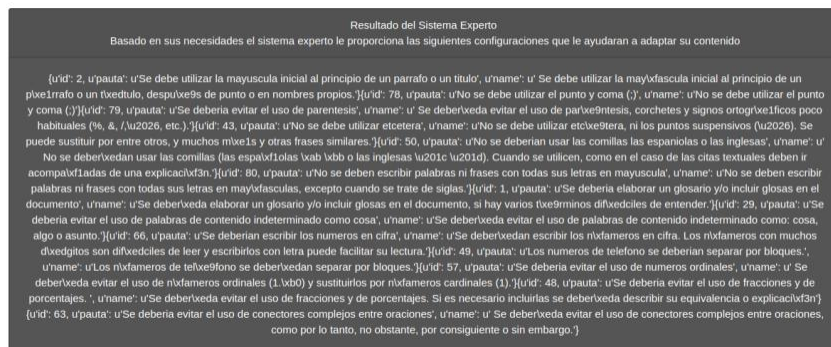 Resultado del Sistema Experto
Basado en sus necesidades el sistema experto le proporciona las siguientes configuraciones que le ayudaran a adaptar su contenido
{u'id': 2, u'pauta': u'Se debe utilizar la mayuscula inicial al principio de un parrafo o un titulo', u'name': u' Se debe utilizar la may\xfascula inicial al principio de un
p\xe1rrafo o un t\xedtulo, despu\xe9s de punto o en nombres propios.'}{u'id': 78, u'pauta': u'No se debe utilizar el punto y coma (;)', u'name': u'No se debe utilizar el punto
y coma (;)'}{u'id': 79, u'pauta': u'Se deberia evitar el uso de parentesis', u'name': u' Se deber\xeda evitar el uso de par\xe9ntesis, corchetes y signos ortogr\xe1ficos poco
habituales (%, &, /,\u2026, etc.).'}{u'id': 43, u'pauta': u'No se debe utilizar etcetera', u'name': u'No se debe utilizar etc\xe9tera, ni los puntos suspensivos (\u2026). Se
puede sustituir por entre otros, y muchos m\xe1s y otras frases similares.'}{u'id': 50, u'pauta': u'No se deberian usar las comillas las espaniolas o las inglesas', u'name': u'
No se deber\xedan usar las comillas (las espa\xf1olas \xab \xbb o las inglesas \u201c \u201d). Cuando se utilicen, como en el caso de las citas textuales deben ir
acompa\xf1adas de una explicaci\xf3n.'}{u'id': 80, u'pauta': u'No se deben escribir palabras ni frases con todas sus letras en mayuscula', u'name': u'No se deben escribir
palabras ni frases con todas sus letras en may\xfasculas, excepto cuando se trate de siglas.'}{u'id': 1, u'pauta': u'Se deberia elaborar un glosario y/o incluir glosas en el
documento', u'name': u'Se deber\xeda elaborar un glosario y/o incluir glosas en el documento, si hay varios t\xe9rminos dif\xedciles de entender.'}{u'id': 29, u'pauta': u'Se
deberia evitar el uso de palabras de contenido indeterminado como cosa', u'name': u'Se deber\xeda evitar el uso de palabras de contenido indeterminado como: cosa,
algo o asunto.'}{u'id': 66, u'pauta': u'Se deberian escribir los numeros en cifra', u'name': u'Se deber\xedan escribir los n\xfameros en cifra. Los n\xfameros con muchos
d\xedgitos son dif\xedciles de leer y escribirlos con letra puede facilitar su lectura.'}{u'id': 49, u'pauta': u'Los numeros de telefono se deberian separar por bloques.',
u'name': u'Los n\xfameros de tel\xe9fono se deber\xedan separar por bloques.'}{u'id': 57, u'pauta': u'Se deberia evitar el uso de numeros ordinales', u'name': u' Se
deber\xeda evitar el uso de n\xfameros ordinales (1.\xb0) y sustituirlos por n\xfameros cardinales (1).'}{u'id': 48, u'pauta': u'Se deberia evitar el uso de fracciones y de
porcentajes. ', u'name': u'Se deber\xeda evitar el uso de fracciones y de porcentajes. Si es necesario incluirlas se deber\xeda describir su equivalencia o explicaci\xf3n'}
{u'id': 63, u'pauta': u'Se deberia evitar el uso de conectores complejos entre oraciones', u'name': u' Se deber\xeda evitar el uso de conectores complejos entre oraciones,
como por lo tanto, no obstante, por consiguiente o sin embargo.'}